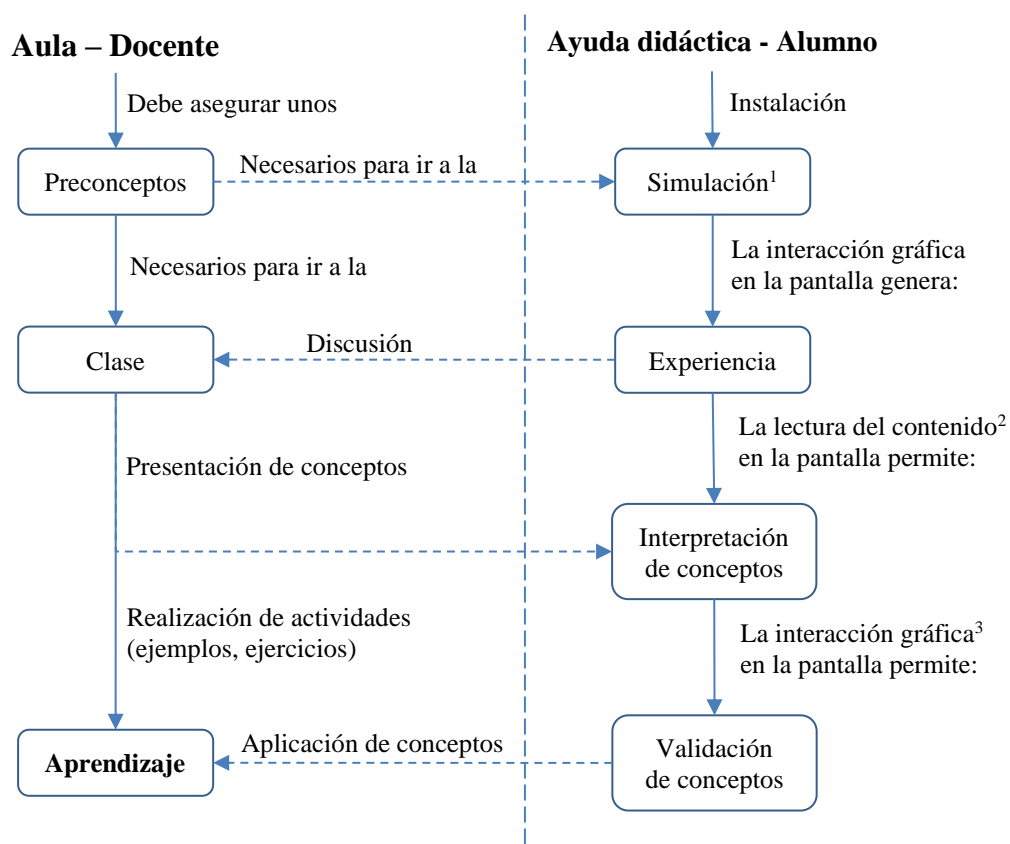 Aula – Docente
Ayuda didáctica - Alumno
Debe asegurar unos
Instalación
Preconceptos
Necesarios para ir a la
Simulación¹
Necesarios para ir a la
La interacción gráfica
en la pantalla genera:
Clase
Discusión
Experiencia
La lectura del contenido²
en la pantalla permite:
Presentación de conceptos
Interpretación
de conceptos
Realización de actividades
(ejemplos, ejercicios)
La interacción gráfica³
en la pantalla permite:
Aprendizaje
Aplicación de conceptos
Validación
de conceptos